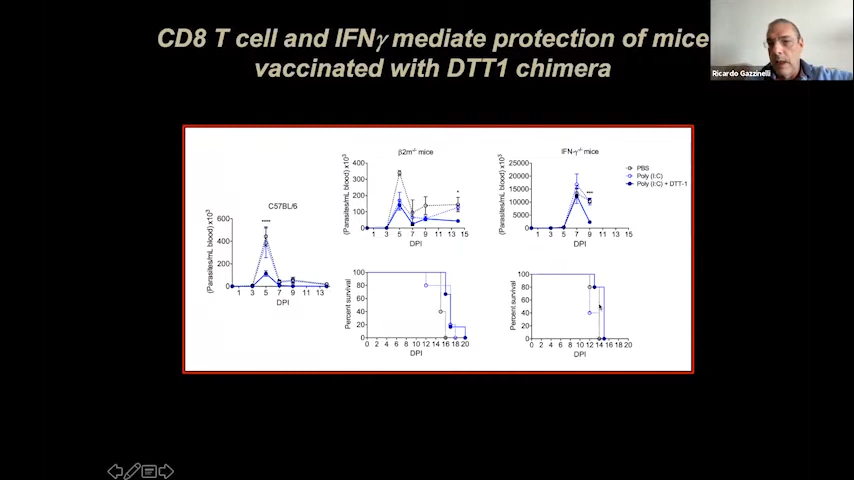 CD8 T cell and IFNγ mediate protection of mice
vaccinated with DTT1 chimera
Ricardo Gazzinelli
C57BL/6
(Parasites/mL blood) x10³
600
400
200
0
1 3 5 7 9 11 13
DPI
****
β2m-/- mice
(Parasites/mL blood) x10³
400
300
200
100
0
1 3 5 7 9 11 13 15
DPI
*
IFN-γ-/- mice
(Parasites/mL blood) x10³
25000
20000
15000
10000
5000
0
1 3 5 7 9 11 13 15
DPI
***
PBS
Poly (I:C)
Poly (I:C) + DTT-1
Percent survival
100
80
60
40
20
0
0 2 4 6 8 10 12 14 16 18 20
DPI
Percent survival
100
80
60
40
20
0
0 2 4 6 8 10 12 14 16 18 20
DPI